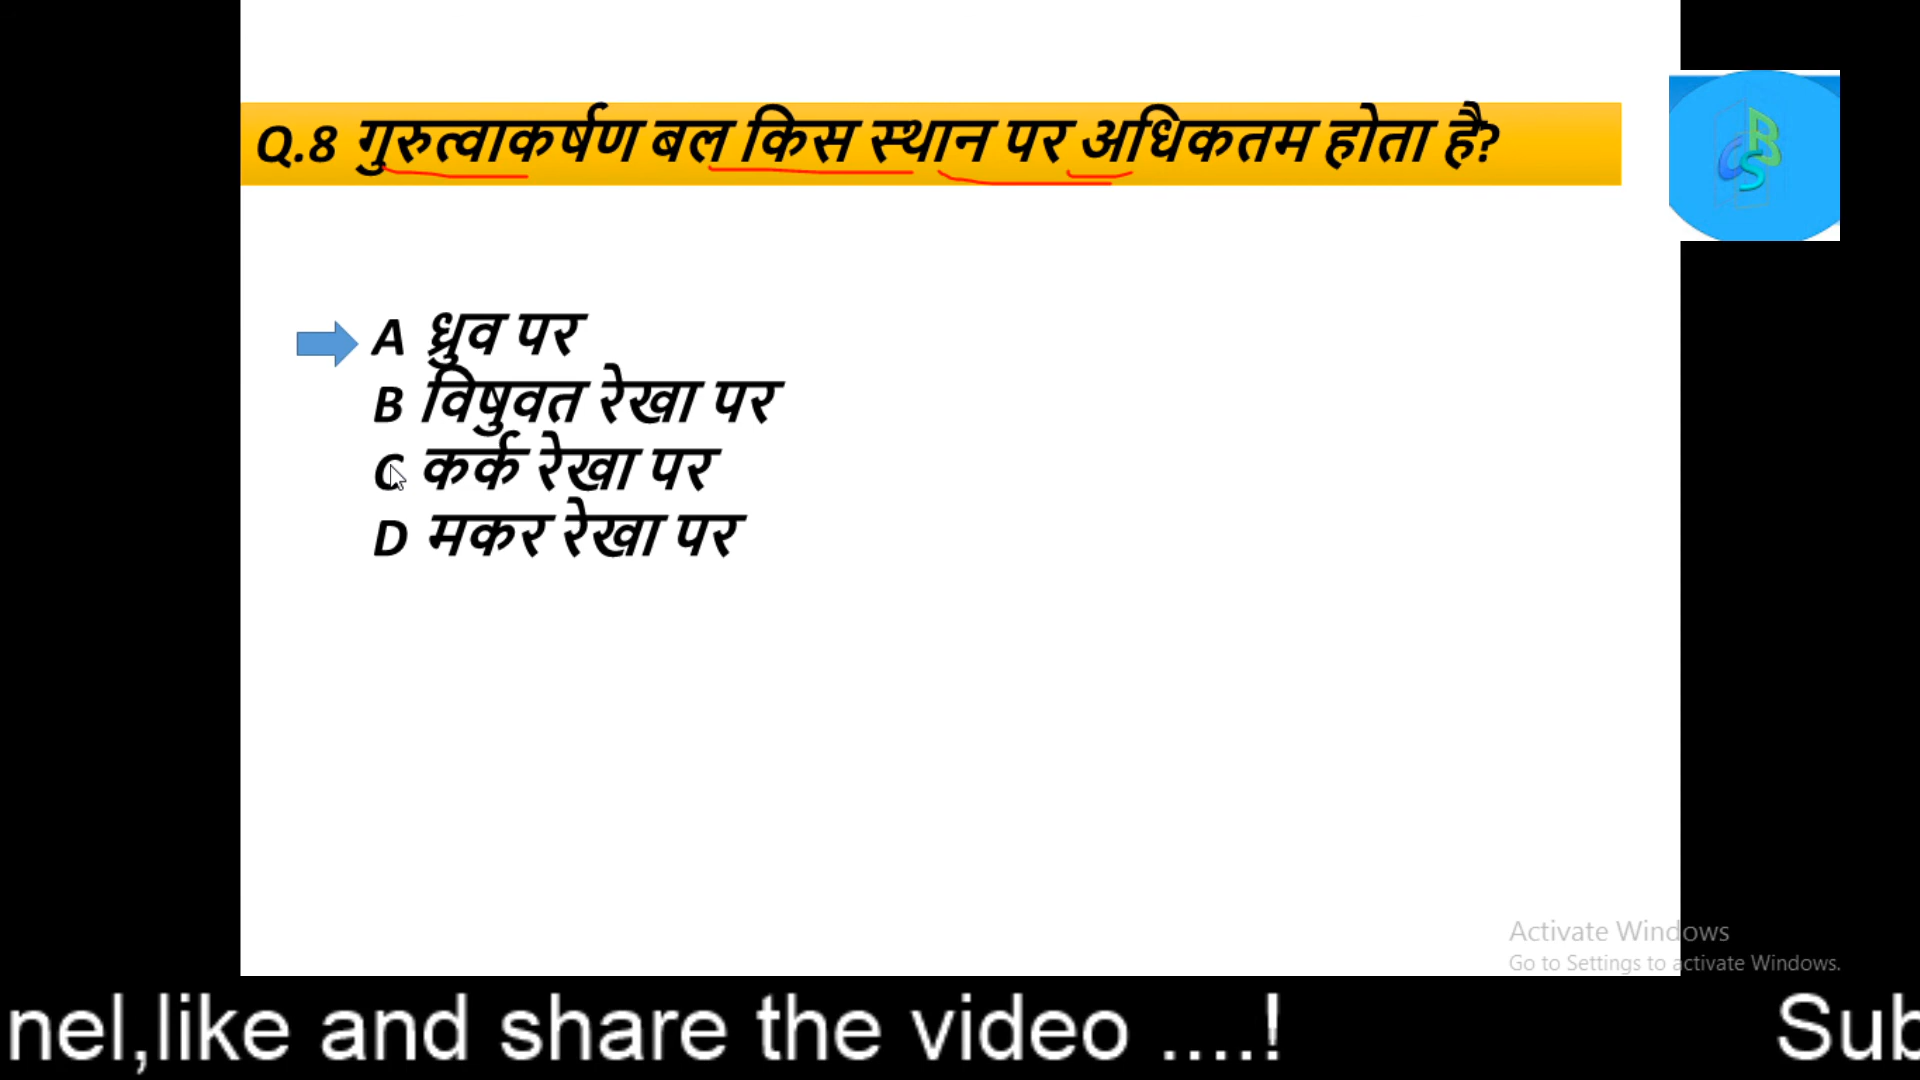 Q.8 गुरुत्वाकर्षण बल किस स्थान पर अधिकतम होता है?
A ध्रुव पर
B विषुवत रेखा पर
C कर्क रेखा पर
D मकर रेखा पर
Activate Windows
Go to Settings to activate Windows.
nel,like and share the video ....! Sub